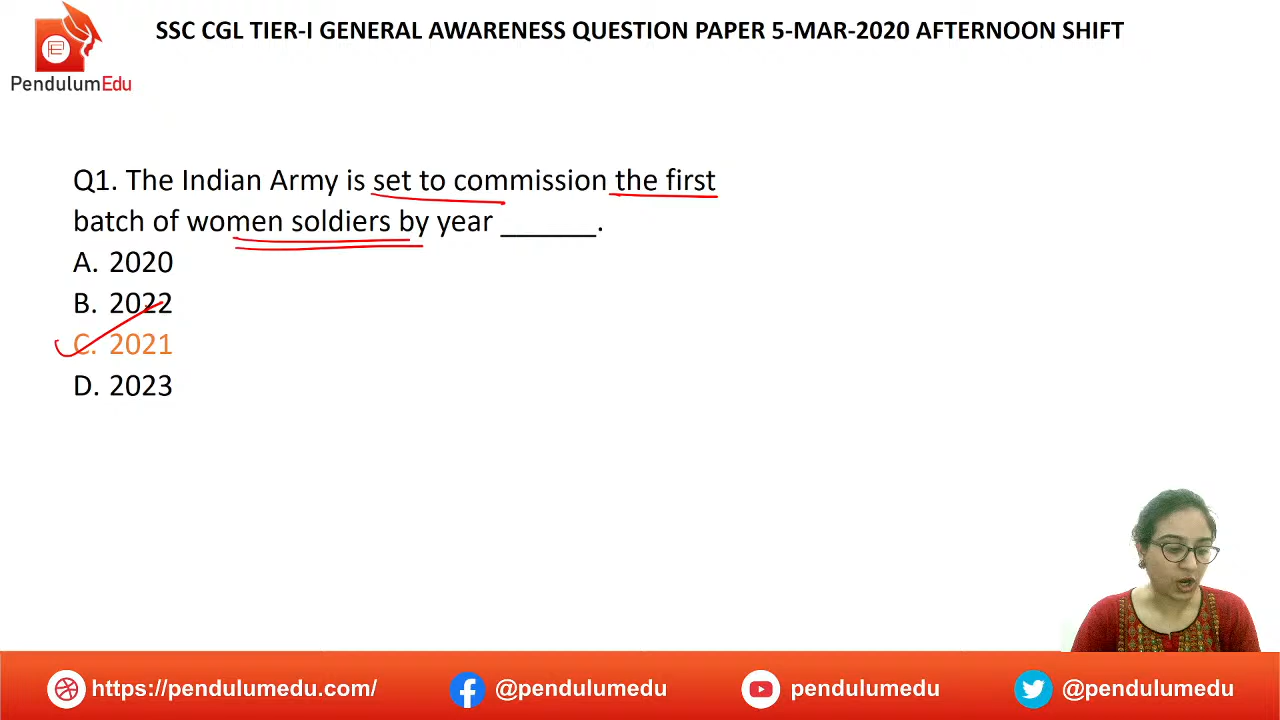 SSC CGL TIER-I GENERAL AWARENESS QUESTION PAPER 5-MAR-2020 AFTERNOON SHIFT
PendulumEdu
Q1. The Indian Army is set to commission the first
batch of women soldiers by year ______.
A. 2020
B. 2022
C. 2021
D. 2023
https://pendulumedu.com/
@pendulumedu
pendulumedu
@pendulumedu